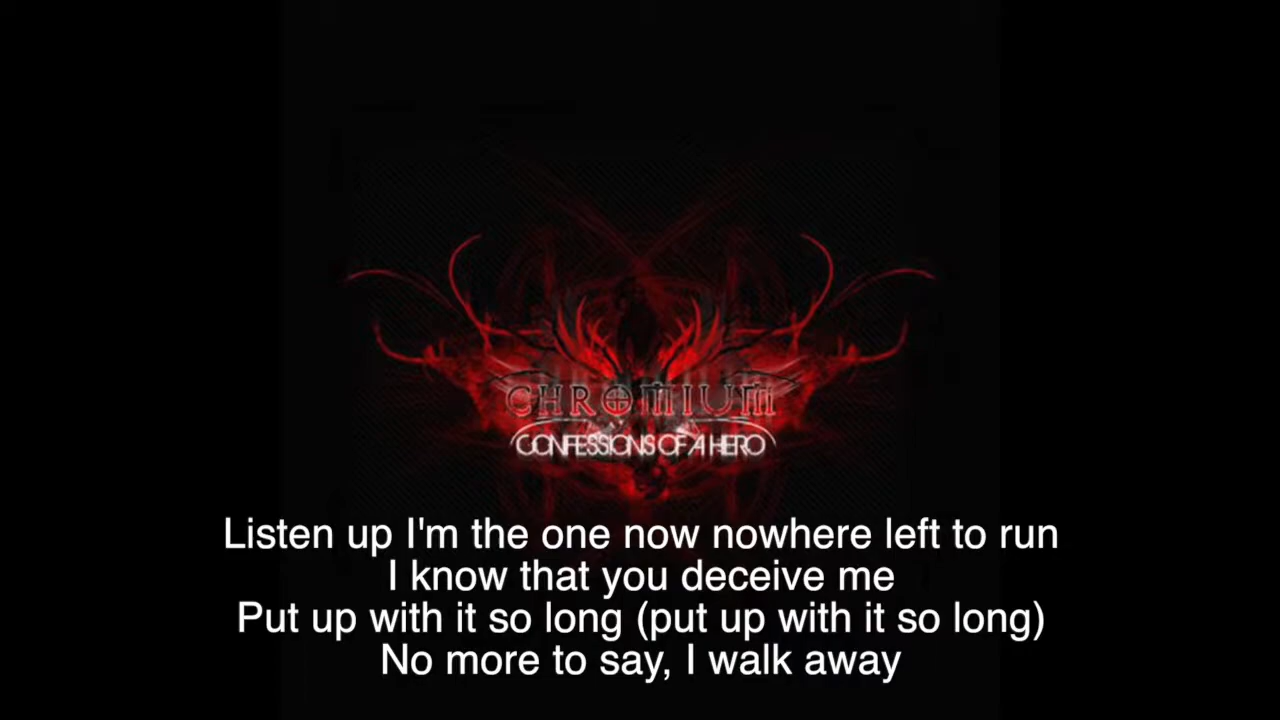 CHROMIUM
CONFESSIONS OF A HERO
Listen up I'm the one now nowhere left to run
I know that you deceive me
Put up with it so long (put up with it so long)
No more to say, I walk away